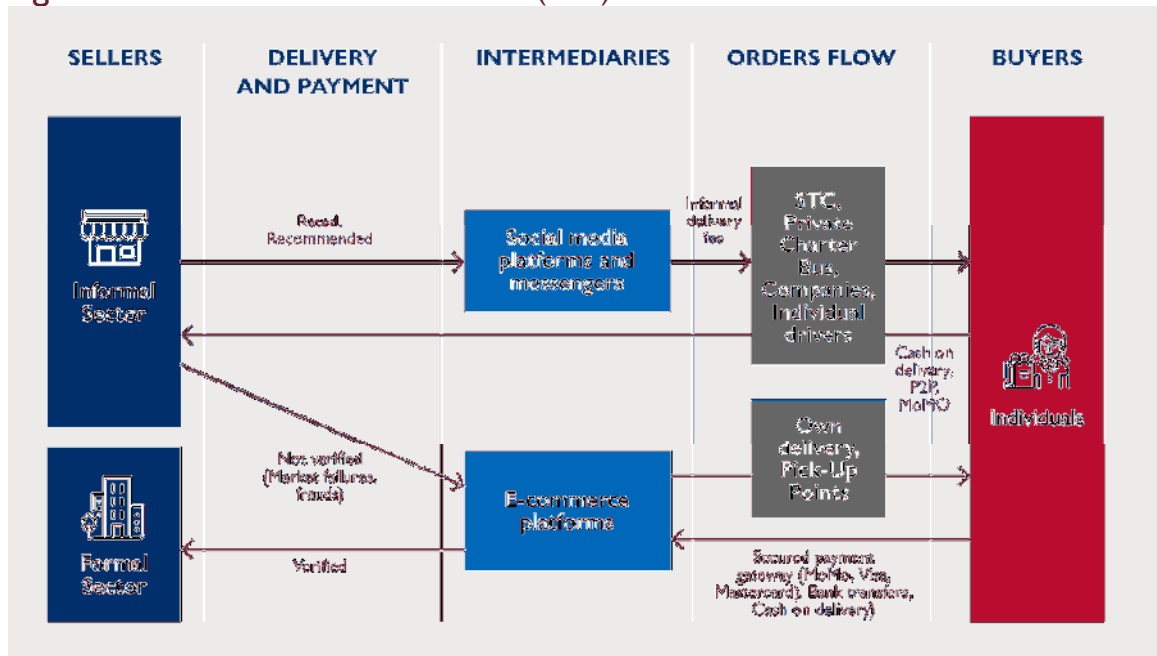 SELLERS
DELIVERY
AND PAYMENT
INTERMEDIARIES
ORDERS FLOW
BUYERS
Informal
Sector
Recommended
Social media
platforms and
messengers
Informal
delivery
fee
STC,
Private
Charter
Bus,
Companies,
Individual
drivers
Cash on
delivery,
P2P,
MoMO
Individuals
Not verified
(Market failures,
frauds)
Own
delivery,
Pick-Up
Points
E-commerce
platforms
Formal
Sector
Verified
Secured payment
gateway (MoMo, Visa,
Mastercard), Bank transfers,
Cash on delivery)